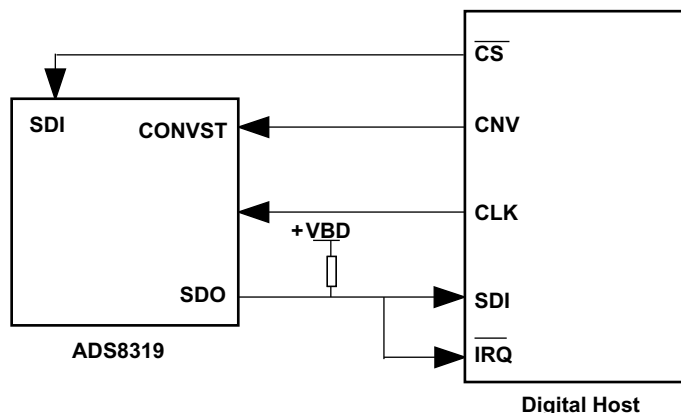 CS
SDI
CONVST
CNV
CLK
+VBD
SDO
SDI
IRQ
ADS8319
Digital Host